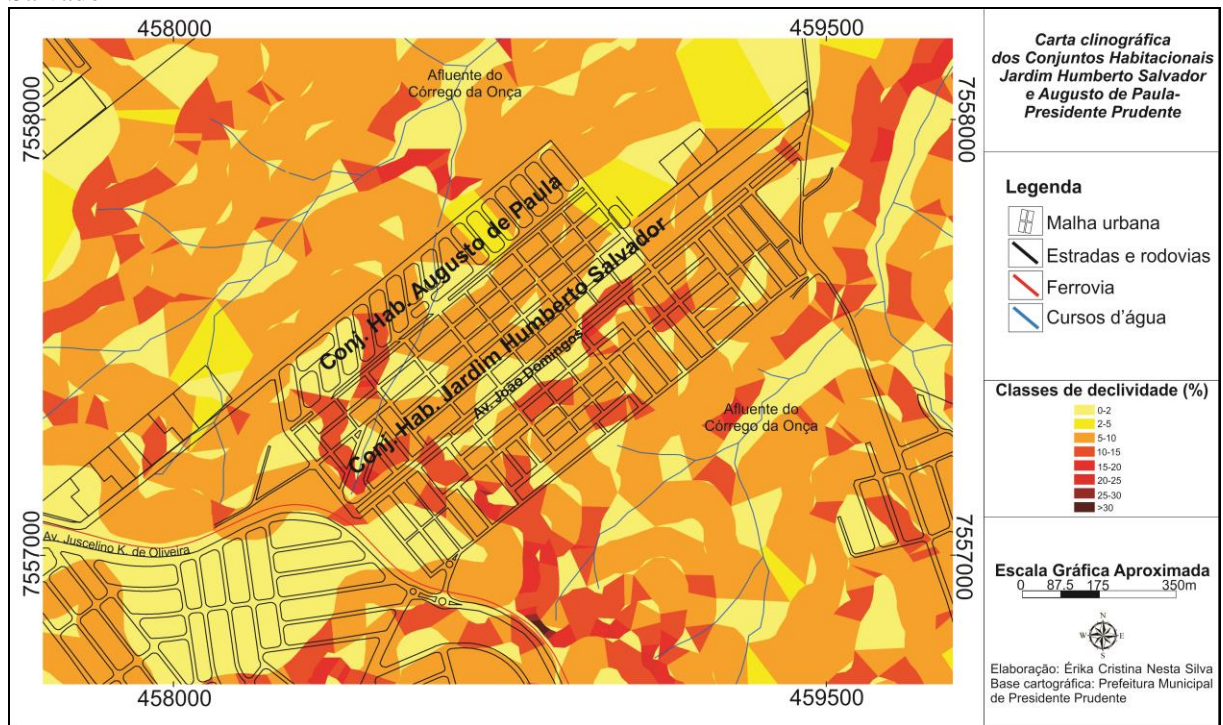 458000
459500
7558000
7558000
Afluente do
Córrego da Onça
Conj. Hab. Augusto de Paula
Conj. Hab. Jardim Humberto Salvador
Av. João Domingos
Afluente do
Córrego da Onça
7557000
7557000
Av. Juscelino K. de Oliveira
458000
459500
Carta clinográfica
dos Conjuntos Habitacionais
Jardim Humberto Salvador
e Augusto de Paula-
Presidente Prudente
Legenda
Malha urbana
Estradas e rodovias
Ferrovia
Cursos d'água
Classes de declividade (%)
0-2
2-5
5-10
10-15
15-20
20-25
25-30
>30
Escala Gráfica Aproximada
0 87.5 175 350m
N
W E
S
Elaboração: Érika Cristina Nesta Silva
Base cartográfica: Prefeitura Municipal
de Presidente Prudente